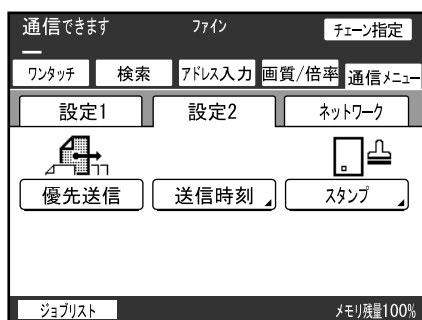 通信できます ファイン チェーン指定
ワンタッチ 検索 アドレス入力 画質/倍率 通信メニュー
設定1 設定2 ネットワーク
優先送信 送信時刻 スタンプ
ジョブリスト メモリ残量100%